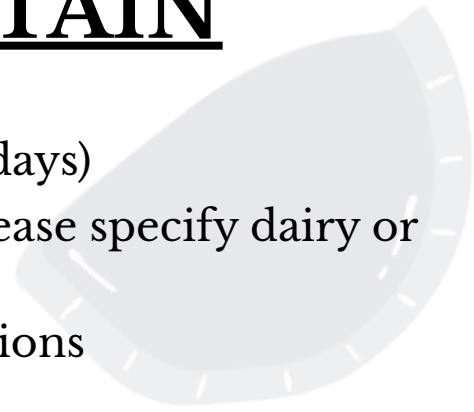 TAIN
days)
ease specify dairy or
ions